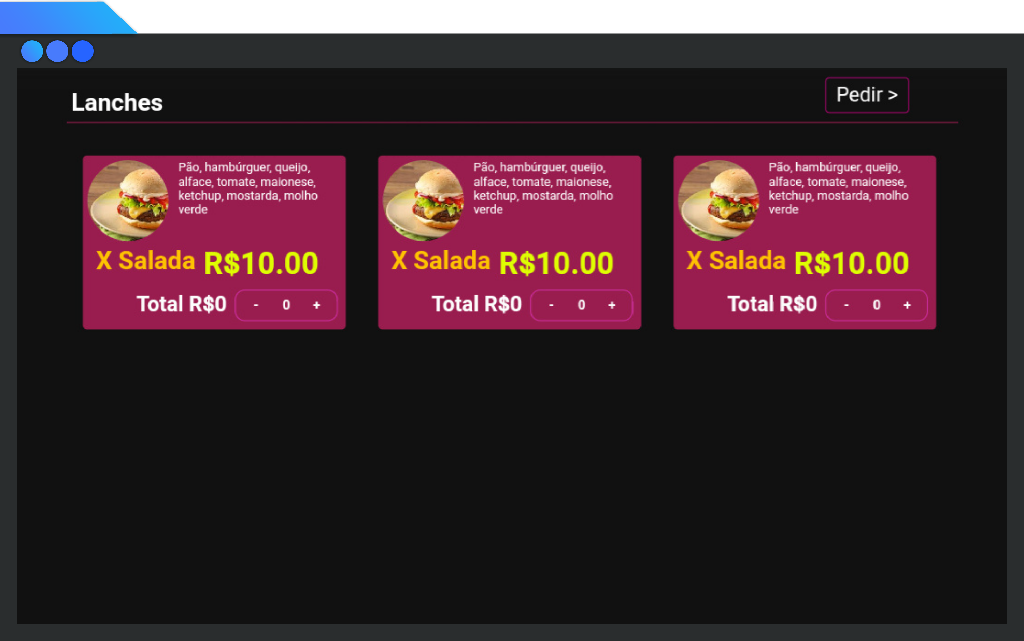 Lanches
Pedir >
Pão, hambúrguer, queijo,
alface, tomate, maionese,
ketchup, mostarda, molho
verde
X Salada R$10.00
Total R$0 - 0 +
Pão, hambúrguer, queijo,
alface, tomate, maionese,
ketchup, mostarda, molho
verde
X Salada R$10.00
Total R$0 - 0 +
Pão, hambúrguer, queijo,
alface, tomate, maionese,
ketchup, mostarda, molho
verde
X Salada R$10.00
Total R$0 - 0 +